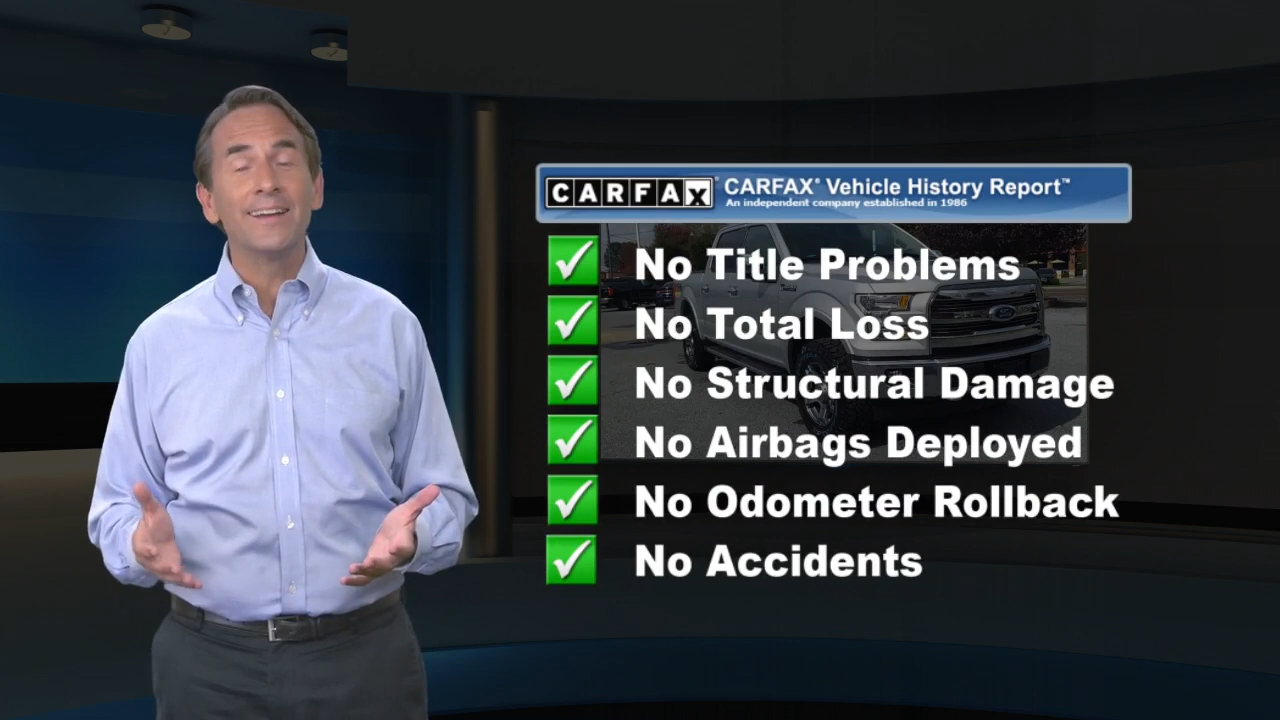 CARFAX CARFAX® Vehicle History Report™
An independent company established in 1986
No Title Problems
No Total Loss
No Structural Damage
No Airbags Deployed
No Odometer Rollback
No Accidents
Ford